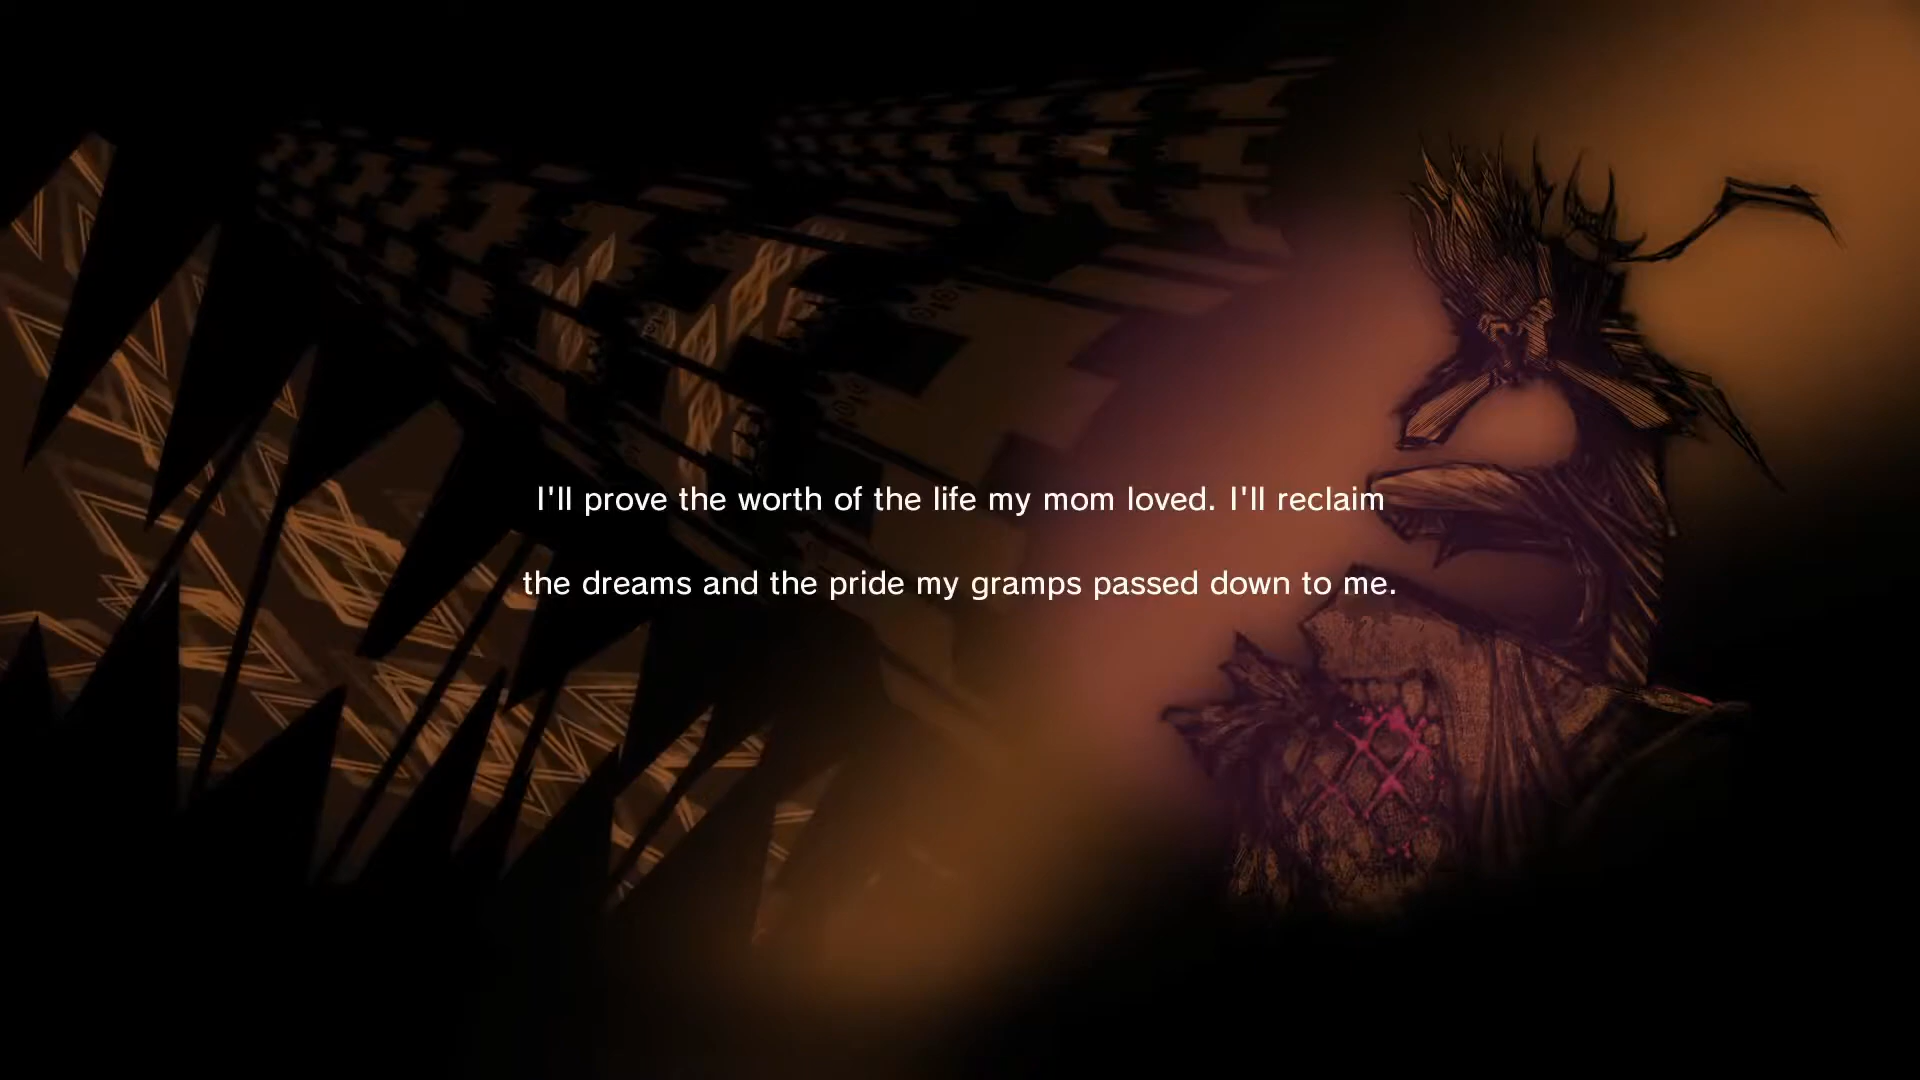 I'll prove the worth of the life my mom loved. I'll reclaim
the dreams and the pride my gramps passed down to me.